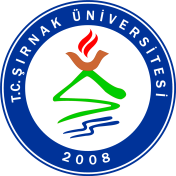 T.C. ŞIRNAK ÜNİVERSİTESİ
2008